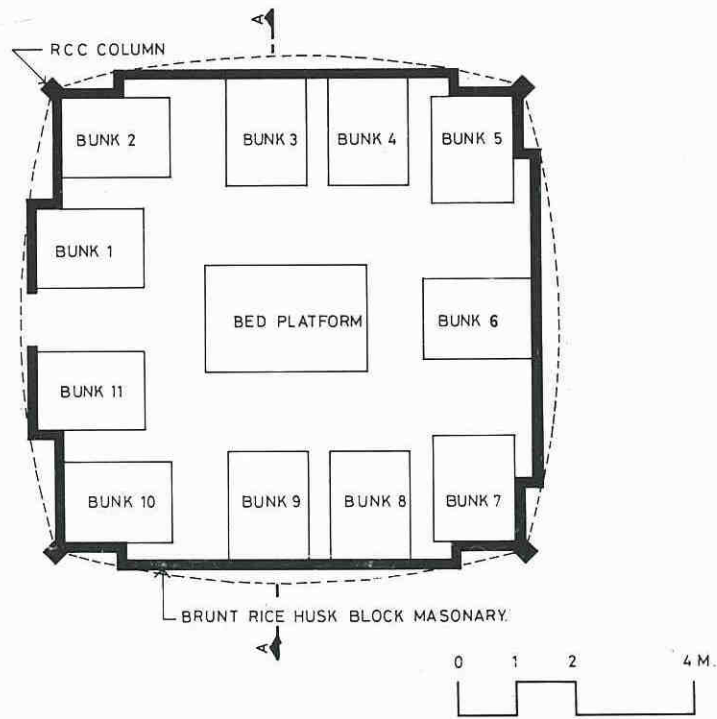 A
RCC COLUMN
BUNK 2
BUNK 3
BUNK 4
BUNK 5
BUNK 1
BED PLATFORM
BUNK 6
BUNK 11
BUNK 10
BUNK 9
BUNK 8
BUNK 7
BRUNT RICE HUSK BLOCK MASONARY.
A
0 1 2 4 M.